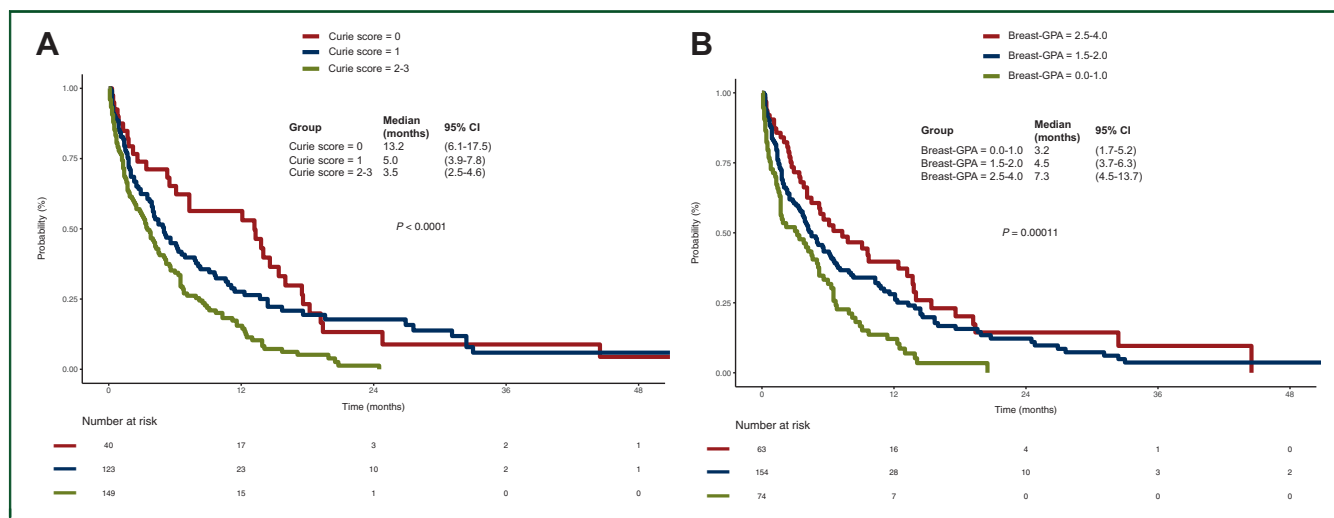 A
Curie score = 0
Curie score = 1
Curie score = 2-3
1.00
0.75
0.50
0.25
0.00
Probability (%)
Group Median (months) 95% CI
Curie score = 0 13.2 (6.1-17.5)
Curie score = 1 5.0 (3.9-7.8)
Curie score = 2-3 3.5 (2.5-4.6)
P < 0.0001
0 12 24 36 48
Time (months)
Number at risk
40 17 3 2 1
123 23 10 2 1
149 15 1 0 0
B
Breast-GPA = 2.5-4.0
Breast-GPA = 1.5-2.0
Breast-GPA = 0.0-1.0
1.00
0.75
0.50
0.25
0.00
Probability (%)
Group Median (months) 95% CI
Breast-GPA = 0.0-1.0 3.2 (1.7-5.2)
Breast-GPA = 1.5-2.0 4.5 (3.7-6.3)
Breast-GPA = 2.5-4.0 7.3 (4.5-13.7)
P = 0.00011
0 12 24 36 48
Time (months)
Number at risk
63 16 4 1 0
154 28 10 3 2
74 7 0 0 0